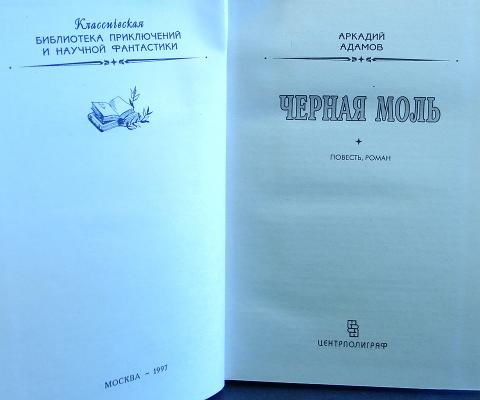 Классическая
БИБЛИОТЕКА ПРИКЛЮЧЕНИЙ
И НАУЧНОЙ ФАНТАСТИКИ
МОСКВА – 1997
АРКАДИЙ
АДАМОВ
ЧЕРНАЯ МОЛЬ
ПОВЕСТЬ, РОМАН
ЦЕНТРПОЛИГРАФ